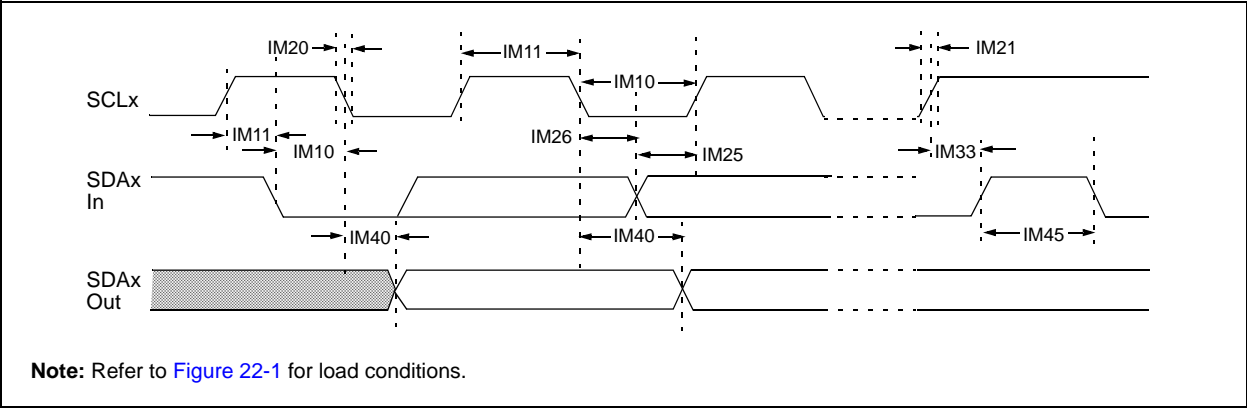 IM20
IM11
IM21
IM10
SCLx
IM11
IM26
IM10
IM25
IM33
SDAx
In
IM40
IM40
IM45
SDAx
Out
Note: Refer to Figure 22-1 for load conditions.